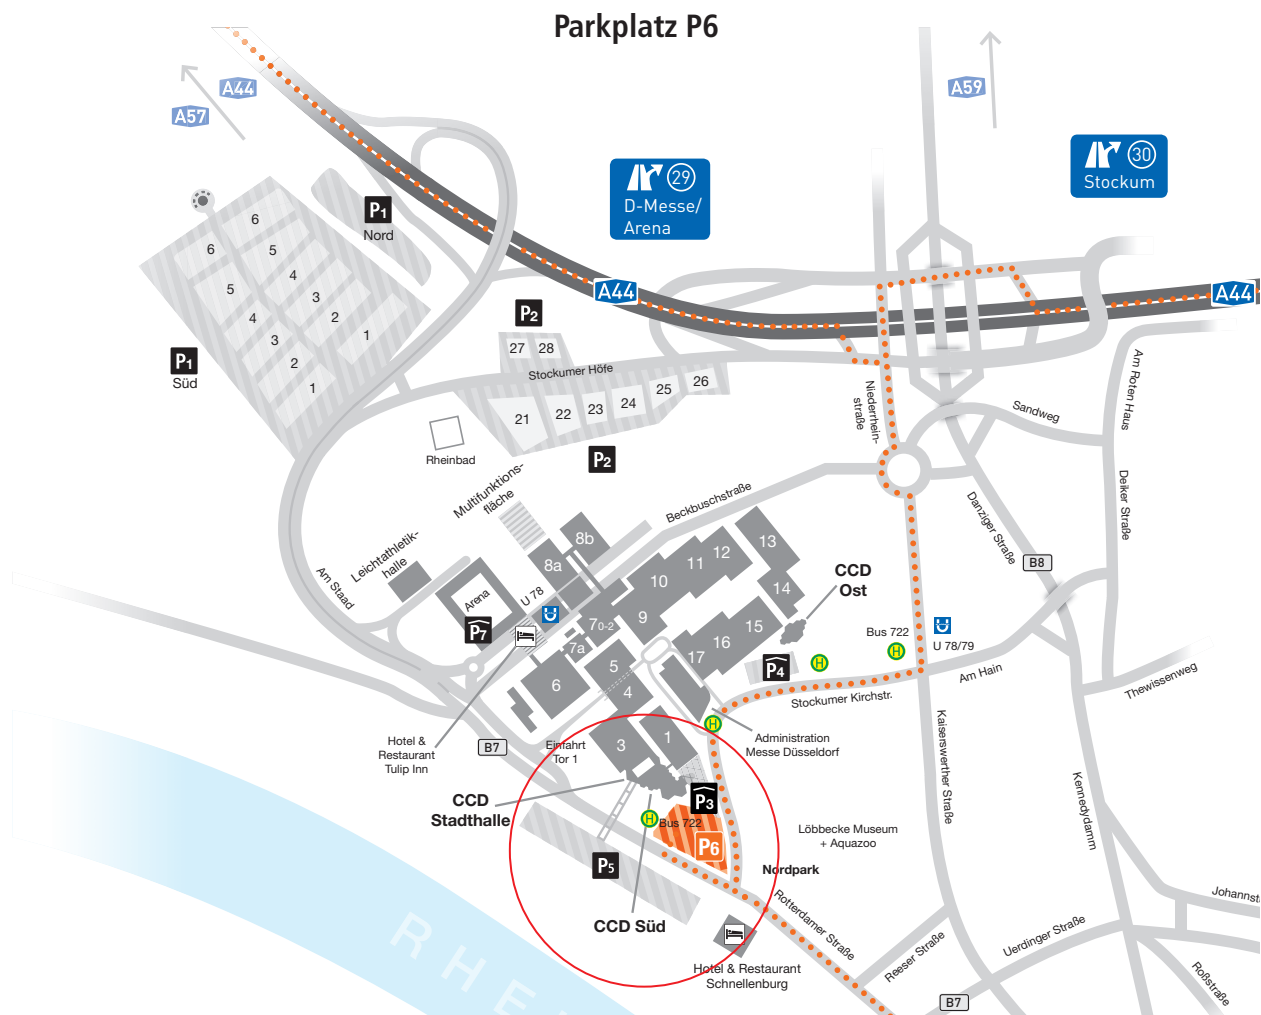 Parkplatz P6
A44
A57
A59
29
D-Messe/
Arena
30
Stockum
P1
Nord
6
6
5
5
4
4
3
3
2
2
1
1
P1
Süd
A44
A44
P2
27
28
Stockumer Höfe
21
22
23
24
25
26
P2
Rheinbad
Niederrhein-
straße
Sandweg
Am Roten Haus
Deiker Straße
Danziger Straße
B8
Multifunktions-
fläche
Beckbuschstraße
Leichtathletik-
halle
Am Staad
Arena
U 78
P7
8b
8a
13
12
11
10
14
9
15
16
17
70-2
7a
5
4
6
3
1
CCD
Ost
P4
H
Bus 722
H
U 78/79
Am Hain
Thewissenweg
Stockumer Kirchstr.
H
Administration
Messe Düsseldorf
Hotel &
Restaurant
Tulip Inn
B7
Einfahrt
Tor 1
CCD
Stadthalle
P3
H
Bus 722
P6
P5
CCD Süd
Löbbecke Museum
+ Aquazoo
Nordpark
Kaiserswerther Straße
Kennedydamm
Rotterdamer Straße
Hotel & Restaurant
Schnellenburg
Reeser Straße
Uerdinger Straße
Johannst
Roßstraße
B7
RHE